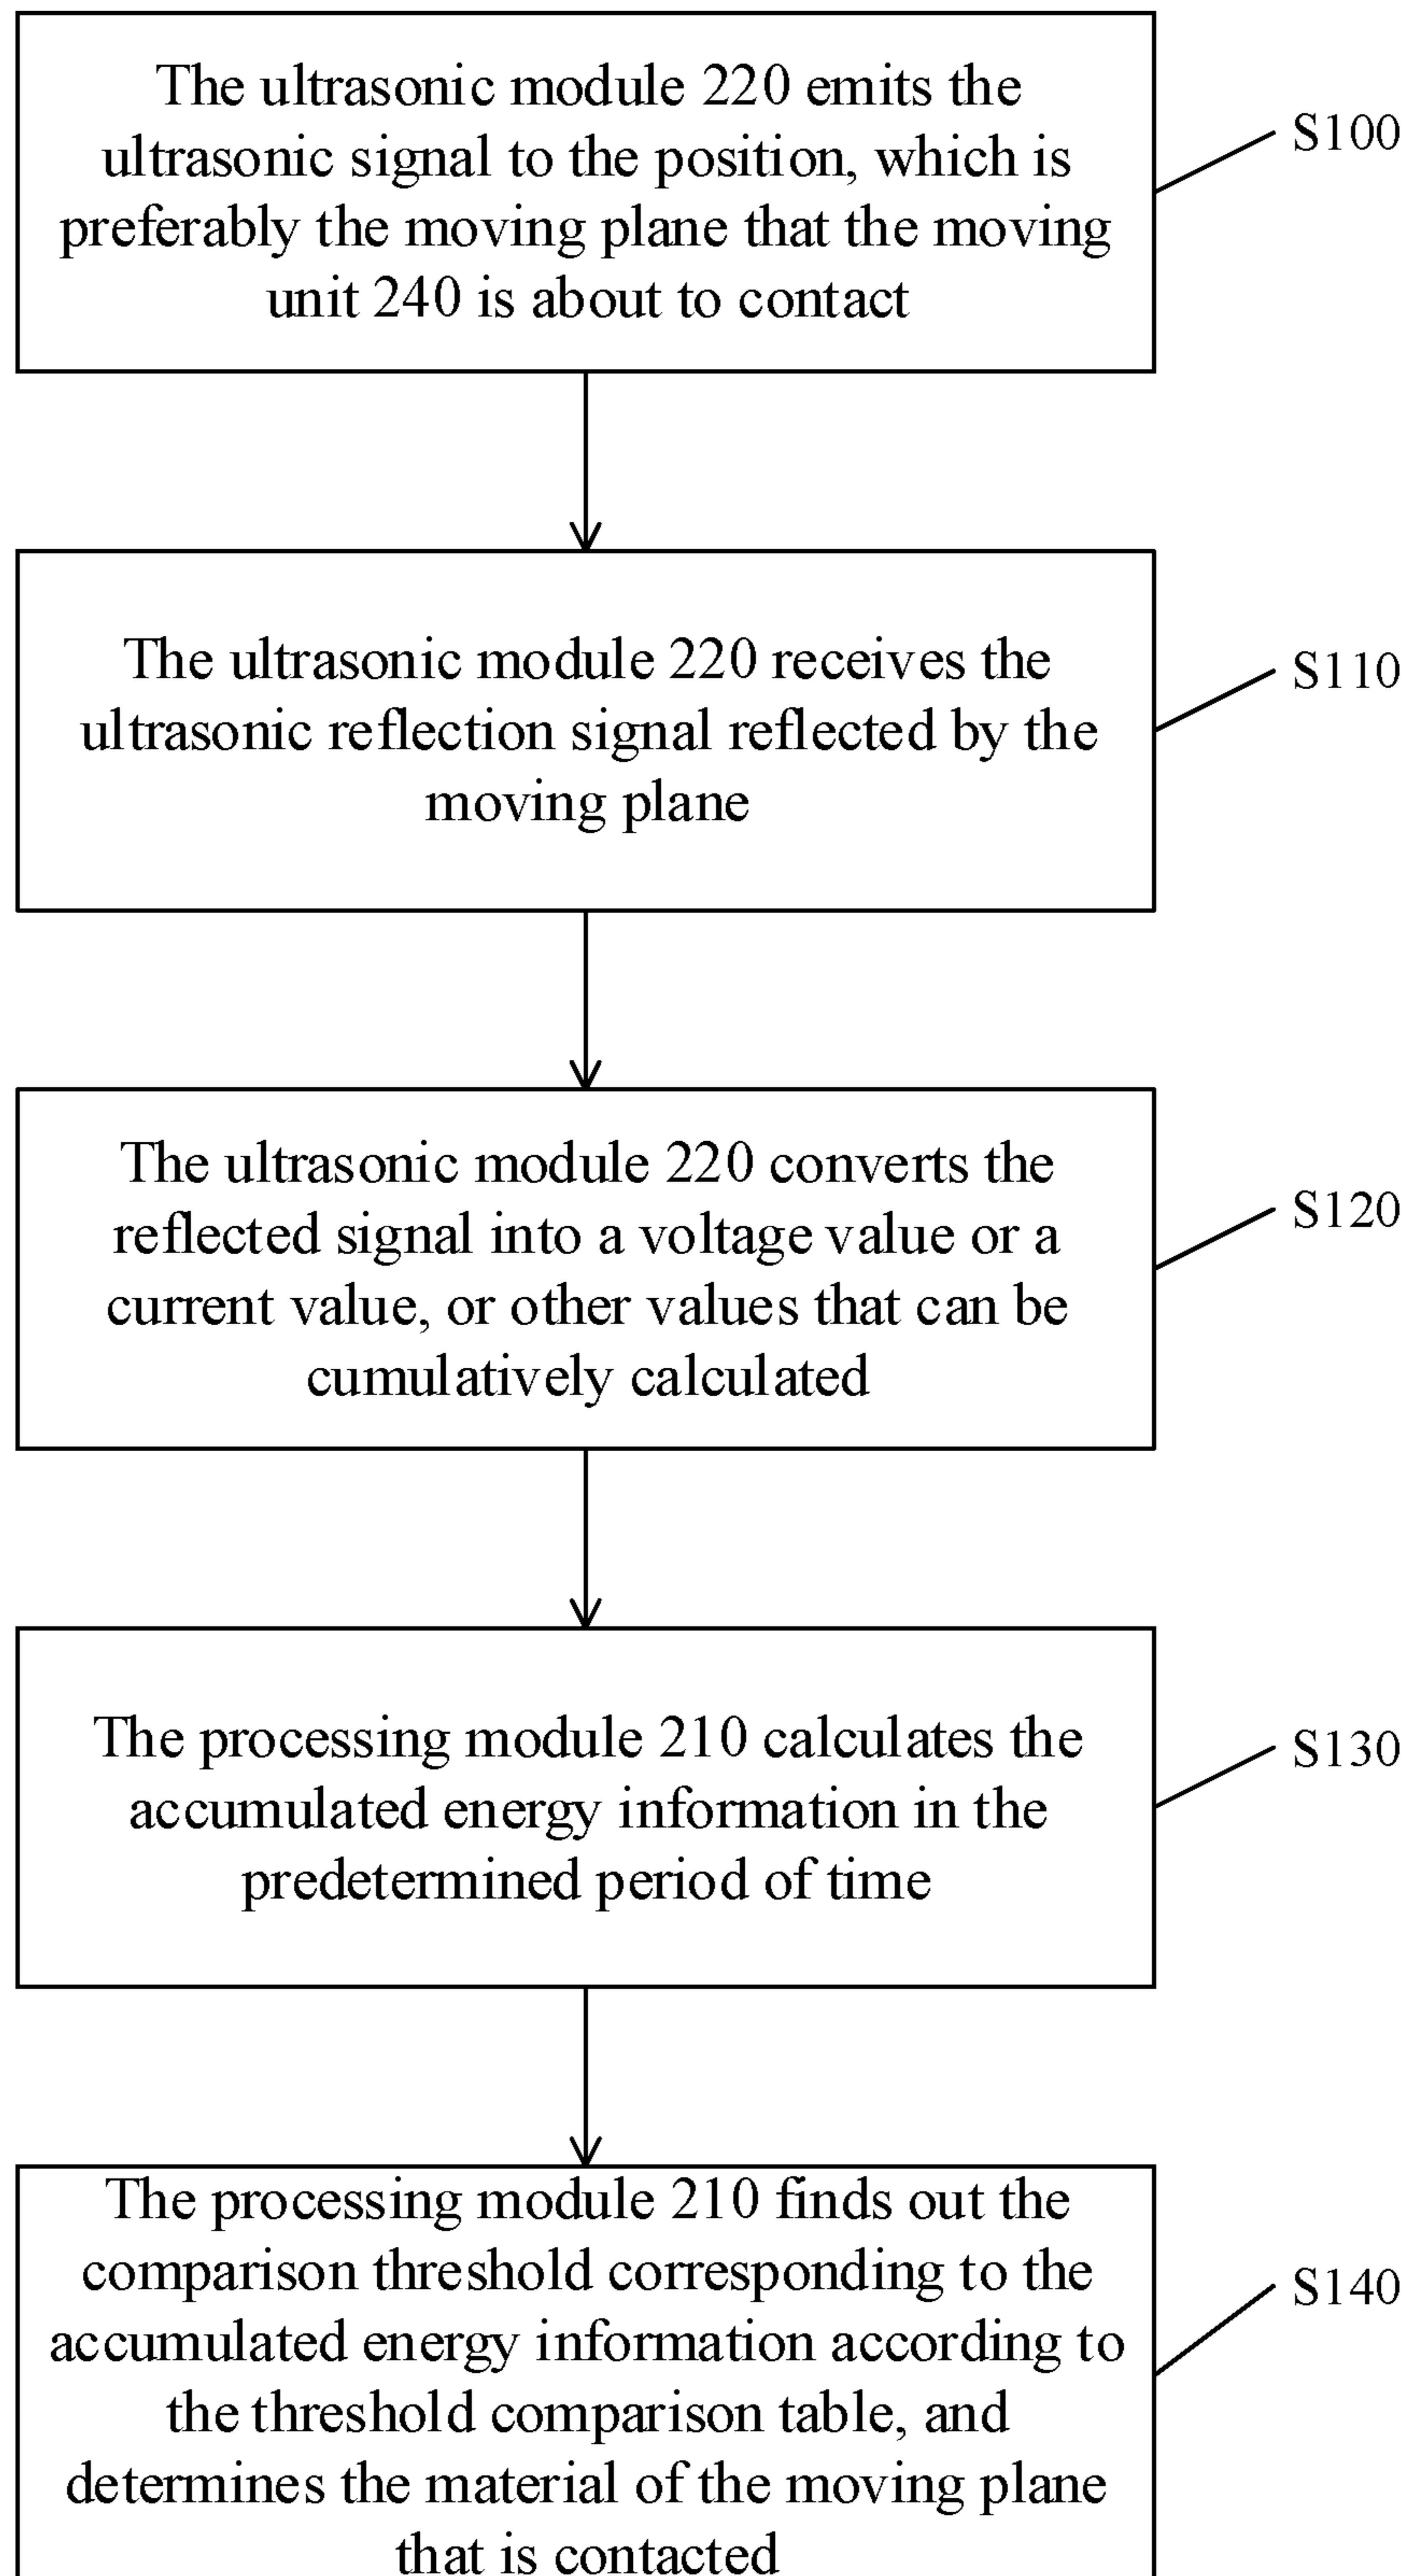 The ultrasonic module 220 emits the
ultrasonic signal to the position, which is
preferably the moving plane that the moving
unit 240 is about to contact
S100
The ultrasonic module 220 receives the
ultrasonic reflection signal reflected by the
moving plane
S110
The ultrasonic module 220 converts the
reflected signal into a voltage value or a
current value, or other values that can be
cumulatively calculated
S120
The processing module 210 calculates the
accumulated energy information in the
predetermined period of time
S130
The processing module 210 finds out the
comparison threshold corresponding to the
accumulated energy information according to
the threshold comparison table, and
determines the material of the moving plane
that is contacted
S140